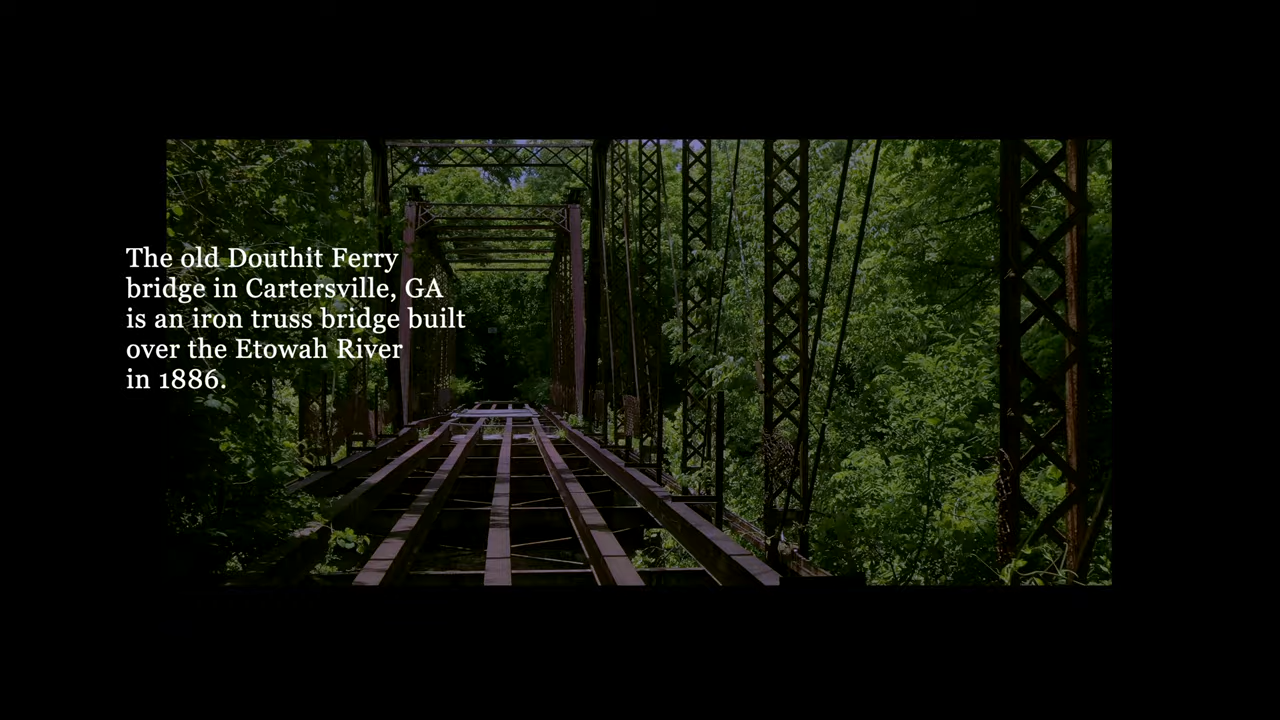 The old Douthit Ferry
bridge in Cartersville, GA
is an iron truss bridge built
over the Etowah River
in 1886.